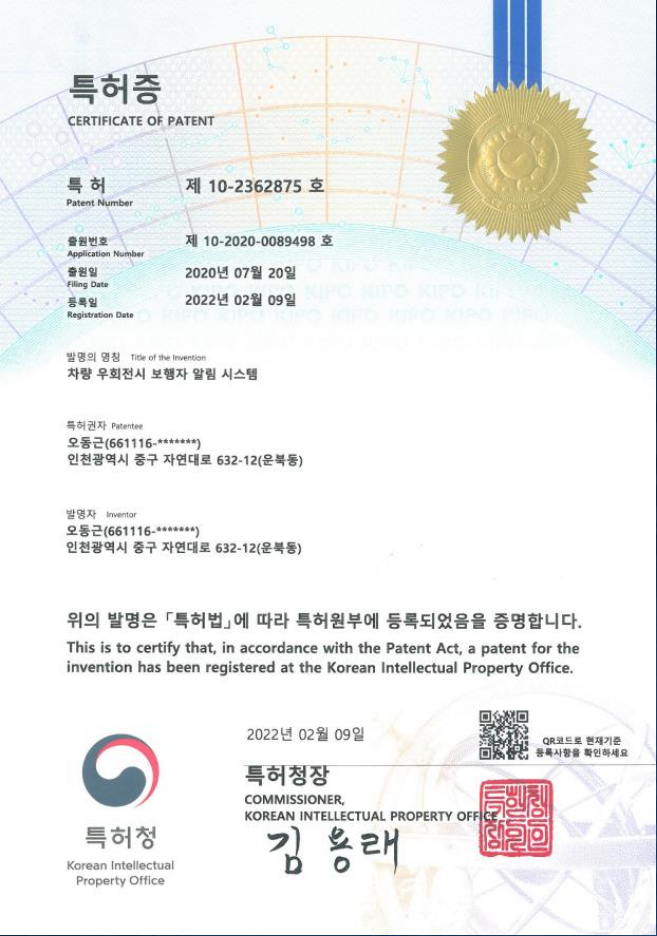 특허증
CERTIFICATE OF PATENT
특 허 제 10-2362875 호
Patent Number
출원번호 제 10-2020-0089498 호
Application Number
출원일 2020년 07월 20일
Filing Date
등록일 2022년 02월 09일
Registration Date
발명의 명칭 Title of the Invention
차량 우회전시 보행자 알림 시스템
특허권자 Patentee
오동근(661116-*******)
인천광역시 중구 자연대로 632-12(운북동)
발명자 Inventor
오동근(661116-*******)
인천광역시 중구 자연대로 632-12(운북동)
위의 발명은 「특허법」에 따라 특허원부에 등록되었음을 증명합니다.
This is to certify that, in accordance with the Patent Act, a patent for the
invention has been registered at the Korean Intellectual Property Office.
2022년 02월 09일
QR코드로 현재기준
등록사항을 확인하세요
특허청장
COMMISSIONER,
KOREAN INTELLECTUAL PROPERTY OFFICE
김용래
특허청
Korean Intellectual
Property Office